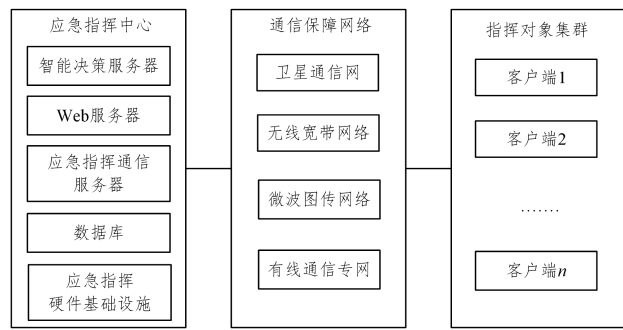 应急指挥中心
智能决策服务器
Web服务器
应急指挥通信
服务器
数据库
应急指挥
硬件基础设施
通信保障网络
卫星通信网
无线宽带网络
微波图传网络
有线通信专网
指挥对象集群
客户端1
客户端2
.......
客户端n